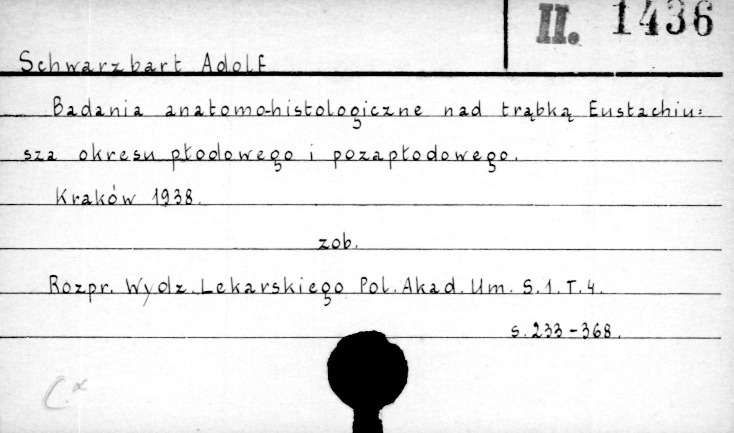 II. 1436
Schwarzbart Adolf
Badania anatomo-histologiczne nad trąbką Eustachiu=
sza okresu płodowego i pozapłodowego.
Kraków 1938.
zob.
Rozpr. Wydz. Lekarskiego Pol. Akad. Um. S. 1. T. 4.
s. 233-368.